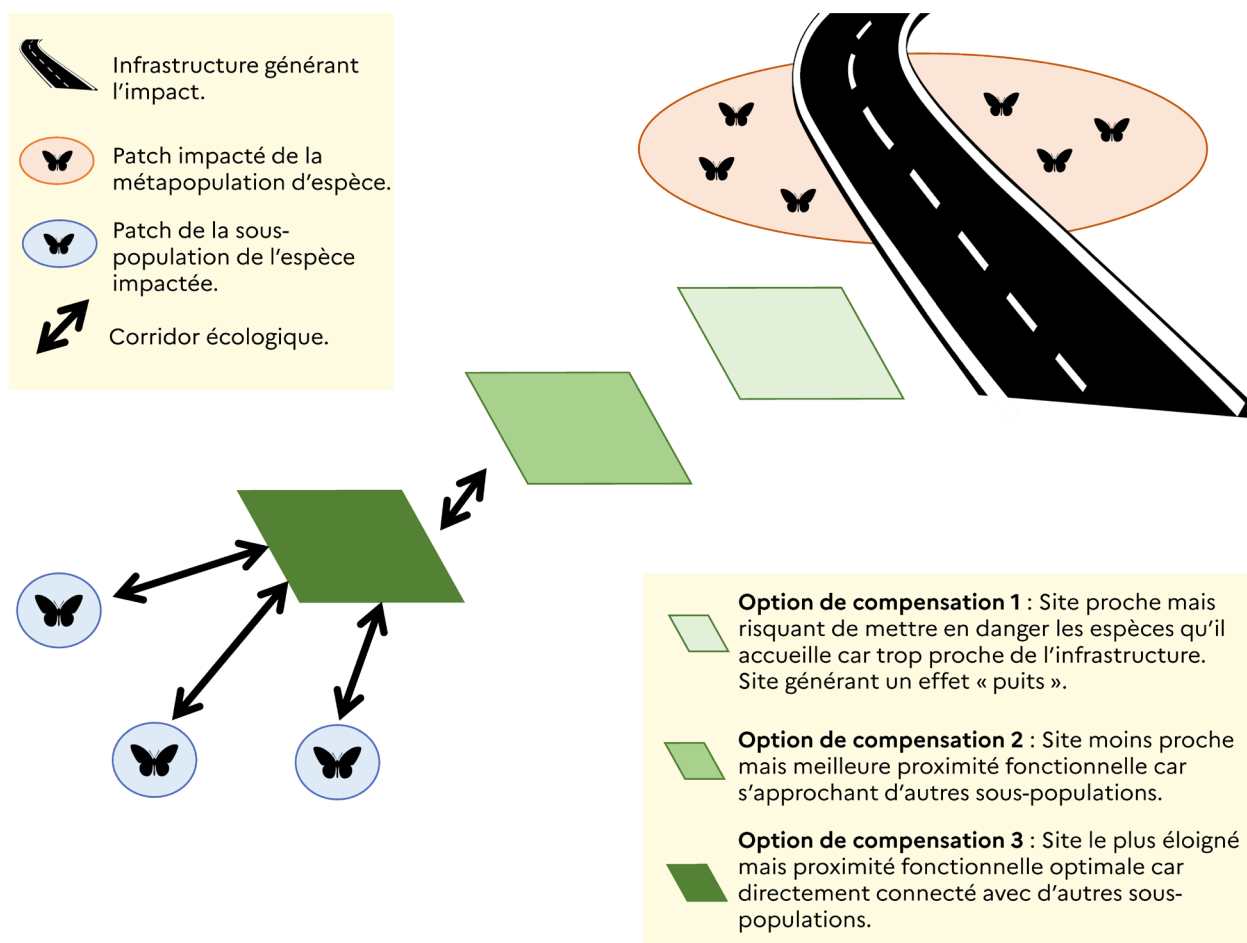 Infrastructure générant
l’impact.
Patch impacté de la
métapopulation d’espèce.
Patch de la sous-
population de l’espèce
impactée.
Corridor écologique.
Option de compensation 1 : Site proche mais
risquant de mettre en danger les espèces qu’il
accueille car trop proche de l’infrastructure.
Site générant un effet « puits ».
Option de compensation 2 : Site moins proche
mais meilleure proximité fonctionnelle car
s’approchant d’autres sous-populations.
Option de compensation 3 : Site le plus éloigné
mais proximité fonctionnelle optimale car
directement connecté avec d’autres sous-
populations.